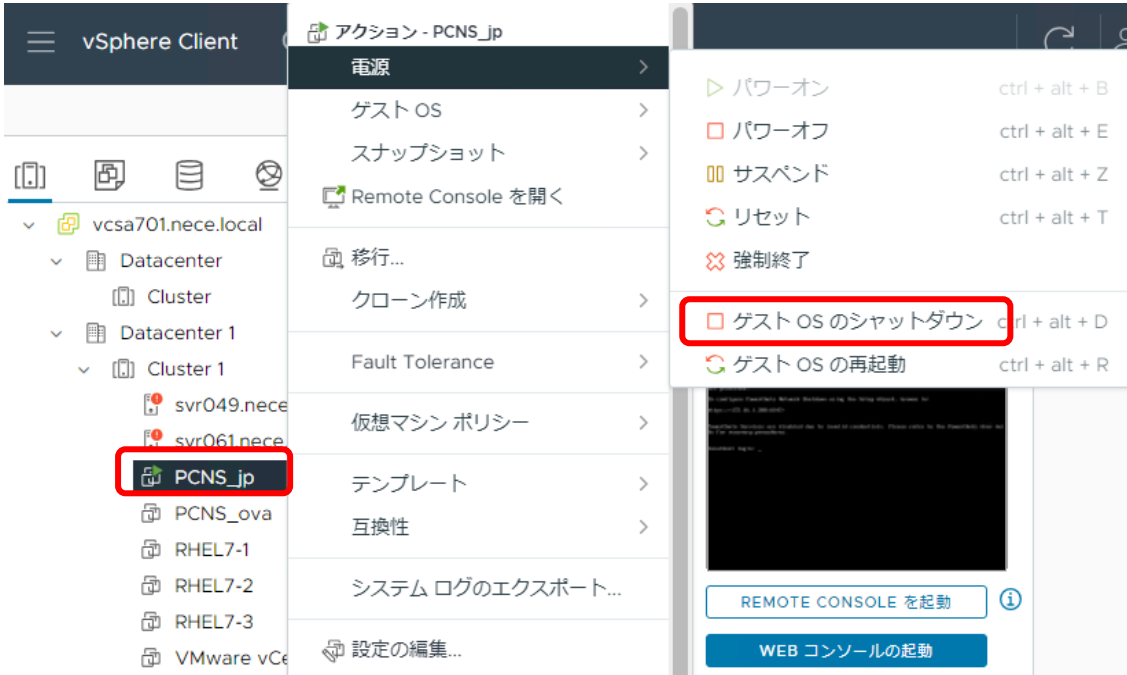 vSphere Client
vcsa701.nece.local
Datacenter
Cluster
Datacenter 1
Cluster 1
svr049.nece
svr061.nece
PCNS_jp
PCNS_ova
RHEL7-1
RHEL7-2
RHEL7-3
VMware vCe
アクション - PCNS_jp
電源
ゲスト OS
スナップショット
Remote Console を開く
移行...
クローン作成
Fault Tolerance
仮想マシン ポリシー
テンプレート
互換性
システム ログのエクスポート...
設定の編集...
パワーオン ctrl + alt + B
パワーオフ ctrl + alt + E
サスペンド ctrl + alt + Z
リセット ctrl + alt + T
強制終了
ゲスト OS のシャットダウン ctrl + alt + D
ゲスト OS の再起動 ctrl + alt + R
REMOTE CONSOLE を起動
WEB コンソールの起動